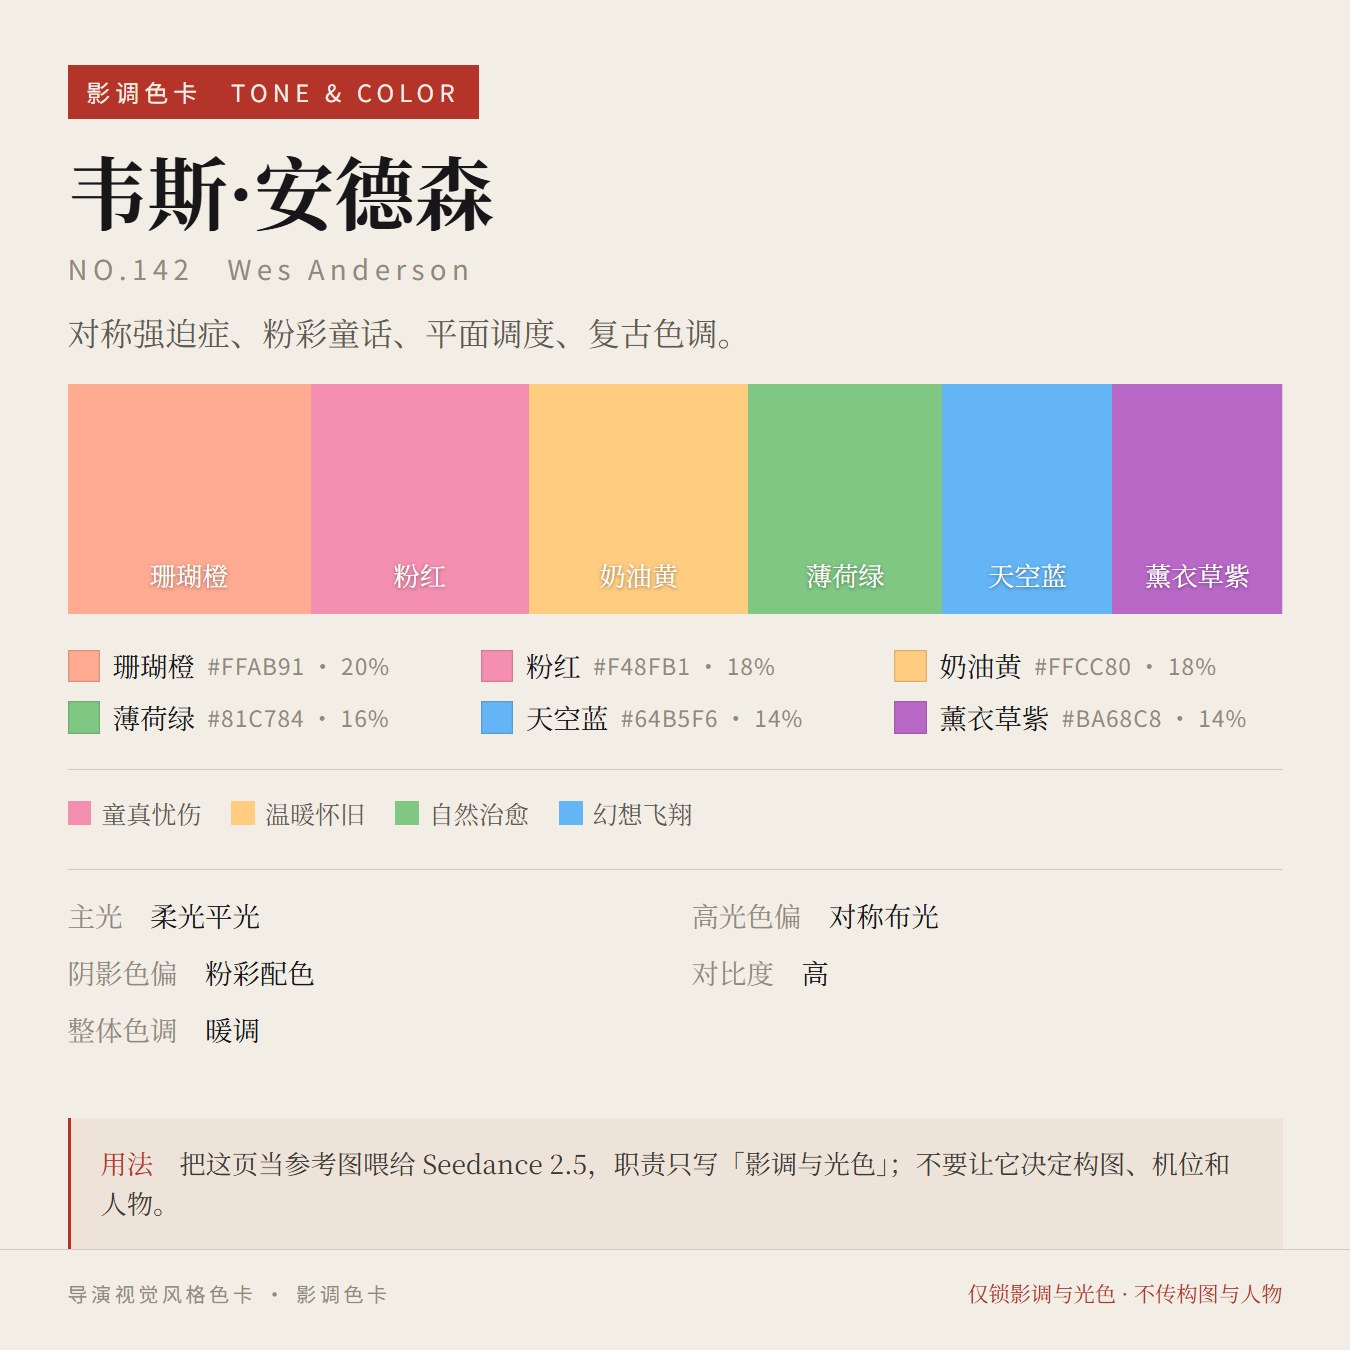 影调色卡 TONE & COLOR
韦斯·安德森
NO.142 Wes Anderson
对称强迫症、粉彩童话、平面调度、复古色调。
珊瑚橙 粉红 奶油黄 薄荷绿 天空蓝 薰衣草紫
珊瑚橙 #FFAB91 · 20% 粉红 #F48FB1 · 18% 奶油黄 #FFCC80 · 18%
薄荷绿 #81C784 · 16% 天空蓝 #64B5F6 · 14% 薰衣草紫 #BA68C8 · 14%
童真忧伤 温暖怀旧 自然治愈 幻想飞翔
主光 柔光平光 高光色偏 对称布光
阴影色偏 粉彩配色 对比度 高
整体色调 暖调
用法 把这页当参考图喂给 Seedance 2.5，职责只写「影调与光色」；不要让它决定构图、机位和
人物。
导演视觉风格色卡 · 影调色卡 仅锁影调与光色 · 不传构图与人物